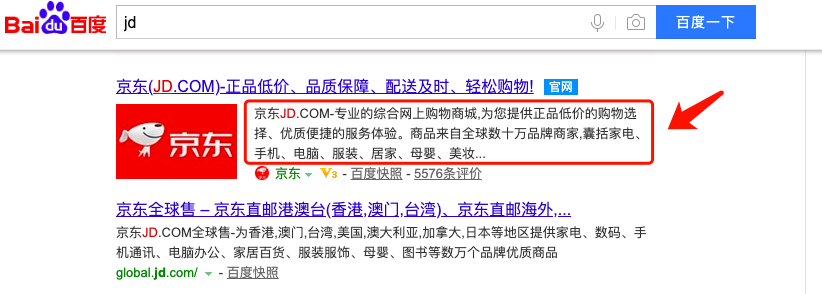 Bai du 百度 jd 百度一下
京东(JD.COM)-正品低价、品质保障、配送及时、轻松购物! 官网
京东
京东JD.COM-专业的综合网上购物商城,为您提供正品低价的购物选
择、优质便捷的服务体验。商品来自全球数十万品牌商家,囊括家电、
手机、电脑、服装、居家、母婴、美妆...
京东 V3 - 百度快照 - 5576条评价
京东全球售 – 京东直邮港澳台(香港,澳门,台湾)、京东直邮海外,...
京东JD.COM全球售-为香港,澳门,台湾,美国,澳大利亚,加拿大,日本等地区提供家电、数码、手
机通讯、电脑办公、家居百货、服装服饰、母婴、图书等数万个品牌优质商品
global.jd.com/ - 百度快照